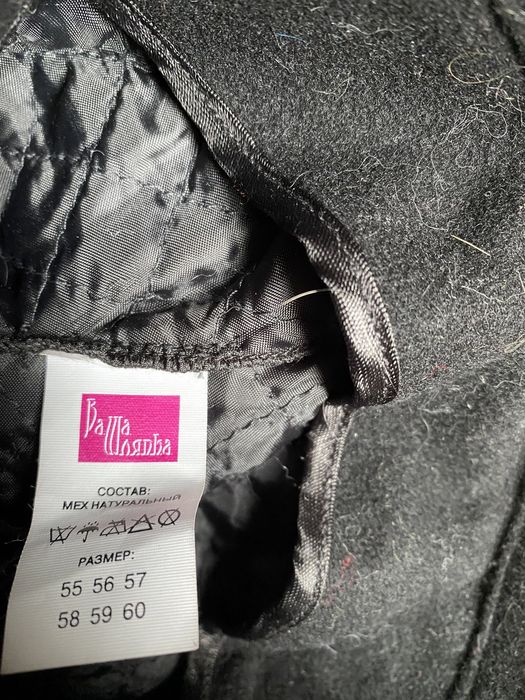 Ваша
Шляпка
СОСТАВ:
МЕХ НАТУРАЛЬНЫЙ
РАЗМЕР:
55 56 57
58 59 60